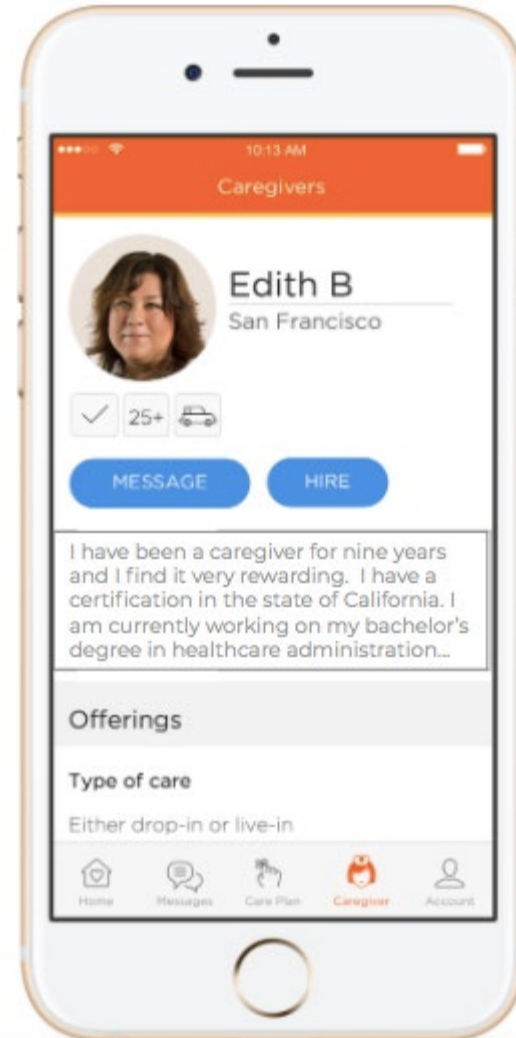 10:13 AM
Caregivers
Edith B
San Francisco
25+
MESSAGE
HIRE
I have been a caregiver for nine years
and I find it very rewarding.  I have a
certification in the state of California. I
am currently working on my bachelor's
degree in healthcare administration...
Offerings
Type of care
Either drop-in or live-in
Home
Messages
Care Plan
Caregiver
Account